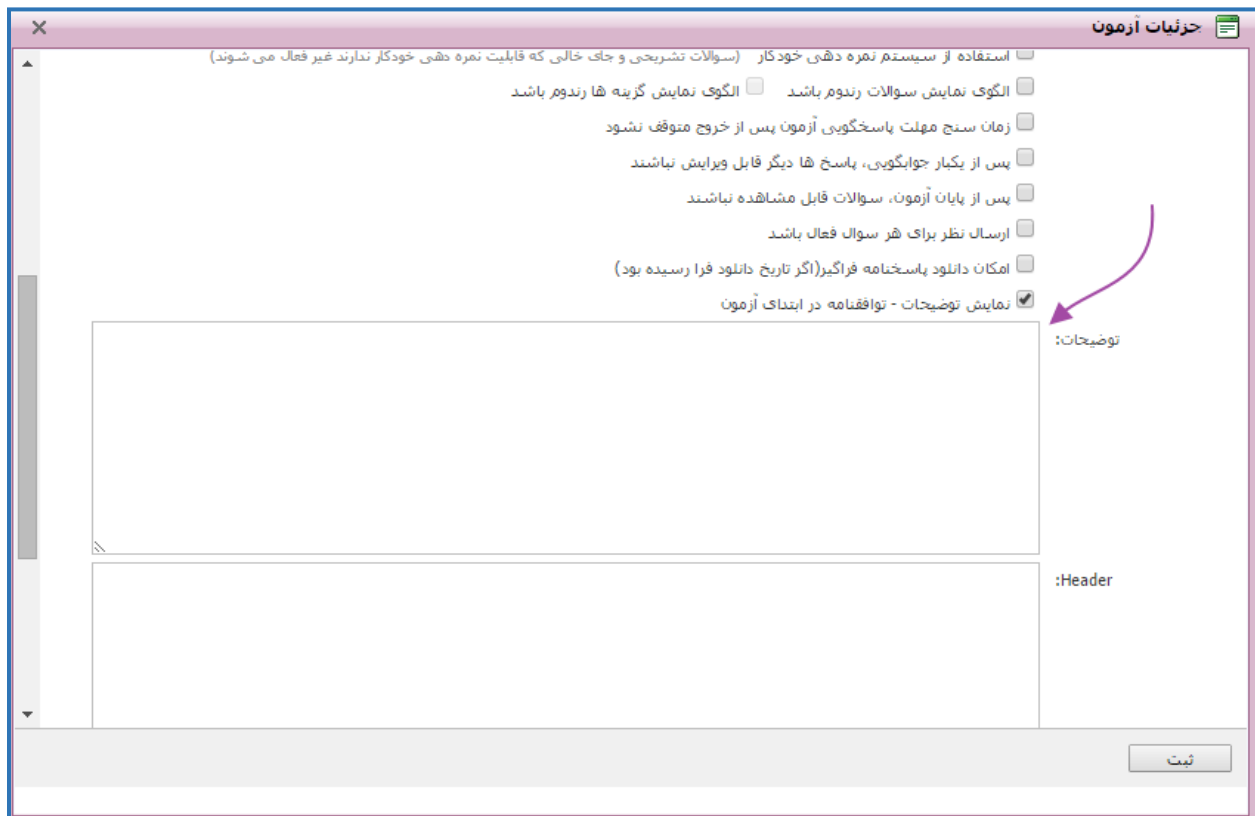 جزئیات آزمون
استفاده از سیستم نمره دهی خودکار (سوالات تشریحی و جای خالی که قابلیت نمره دهی خودکار ندارند غیر فعال می شوند)
الگوی نمایش سوالات رندوم باشد الگوی نمایش گزینه ها رندوم باشد
زمان سنج مهلت پاسخگویی آزمون پس از خروج متوقف نشود
پس از یکبار جوابگویی، پاسخ ها دیگر قابل ویرایش نباشند
پس از پایان آزمون، سوالات قابل مشاهده نباشند
ارسال نظر برای هر سوال فعال باشد
امکان دانلود پاسخنامه فراگیر(اگر تاریخ دانلود فرا رسیده بود)
نمایش توضیحات - توافقنامه در ابتدای آزمون
توضیحات:
Header:
ثبت